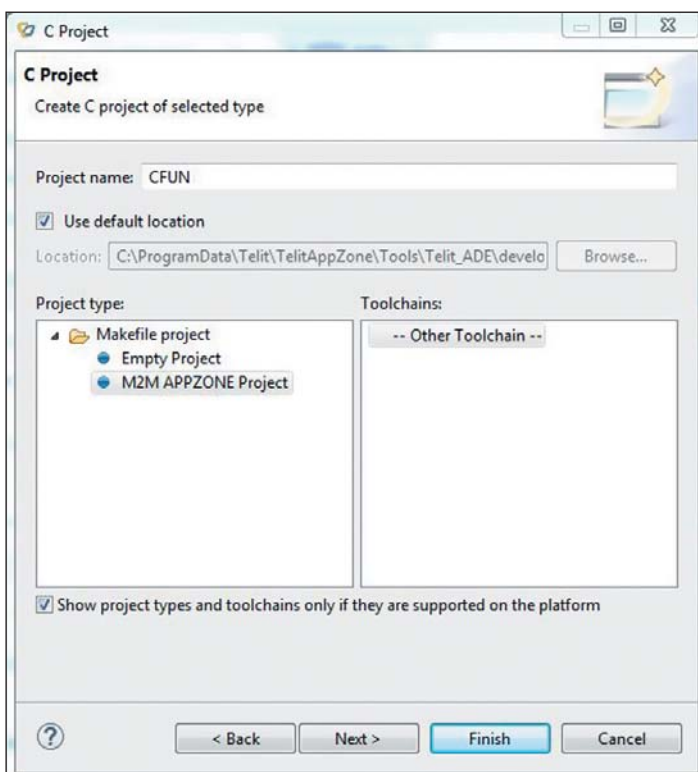 C Project
C Project
Create C project of selected type
Project name: CFUN
Use default location
Location: C:\ProgramData\Telit\TelitAppZone\Tools\Telit_ADE\develo Browse...
Project type: Toolchains:
Makefile project
Empty Project
M2M APPZONE Project
-- Other Toolchain --
Show project types and toolchains only if they are supported on the platform
? < Back Next > Finish Cancel